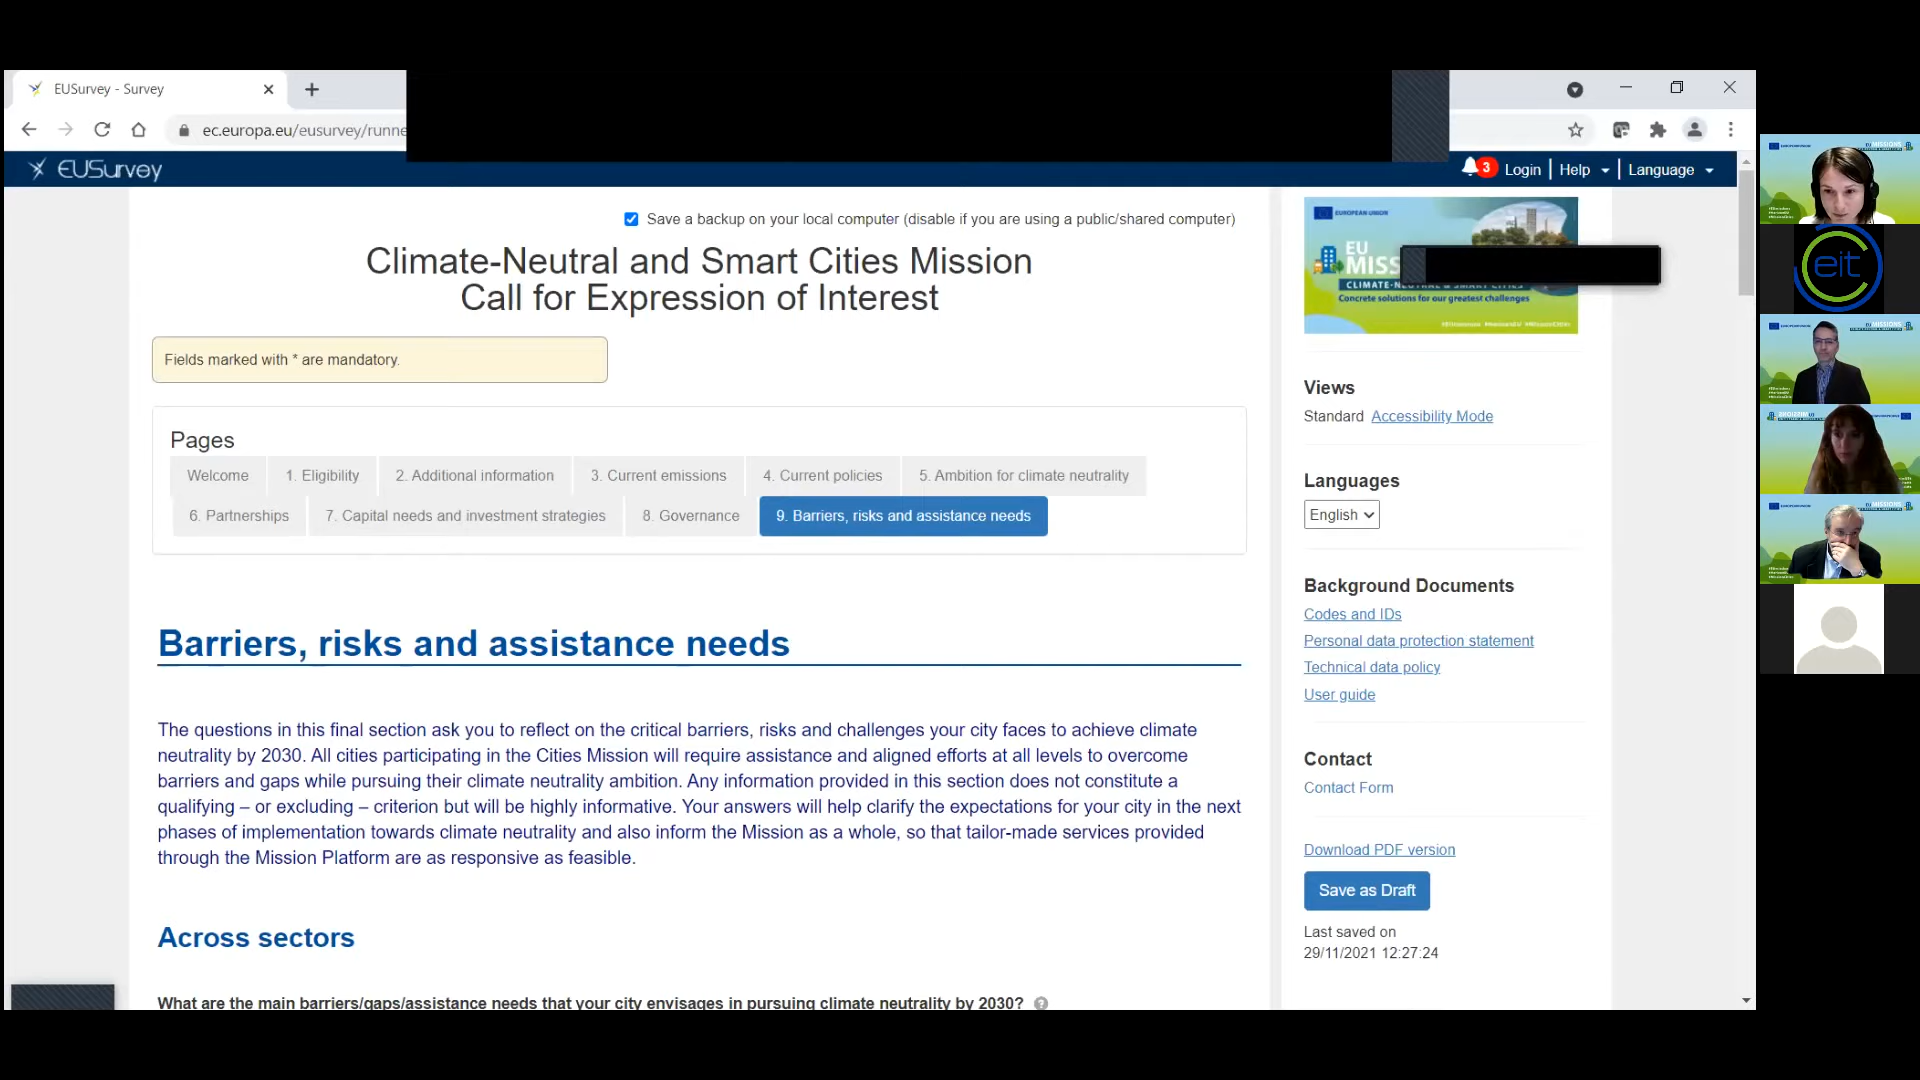 EUSurvey - Survey
ec.europa.eu/eusurvey/runne
EUSurvey
3 Login Help Language
Save a backup on your local computer (disable if you are using a public/shared computer)
Climate-Neutral and Smart Cities Mission
Call for Expression of Interest
Fields marked with * are mandatory.
Pages
Welcome 1. Eligibility 2. Additional information 3. Current emissions 4. Current policies 5. Ambition for climate neutrality
6. Partnerships 7. Capital needs and investment strategies 8. Governance 9. Barriers, risks and assistance needs
Barriers, risks and assistance needs
The questions in this final section ask you to reflect on the critical barriers, risks and challenges your city faces to achieve climate
neutrality by 2030. All cities participating in the Cities Mission will require assistance and aligned efforts at all levels to overcome
barriers and gaps while pursuing their climate neutrality ambition. Any information provided in this section does not constitute a
qualifying – or excluding – criterion but will be highly informative. Your answers will help clarify the expectations for your city in the next
phases of implementation towards climate neutrality and also inform the Mission as a whole, so that tailor-made services provided
through the Mission Platform are as responsive as feasible.
Across sectors
What are the main barriers/gaps/assistance needs that your city envisages in pursuing climate neutrality by 2030?
EUROPEAN UNION
EU
MISS
CLIMATE-NEUTRAL & SMART CITIES
Concrete solutions for our greatest challenges
Views
Standard Accessibility Mode
Languages
English
Background Documents
Codes and IDs
Personal data protection statement
Technical data policy
User guide
Contact
Contact Form
Download PDF version
Save as Draft
Last saved on
29/11/2021 12:27:24
eit